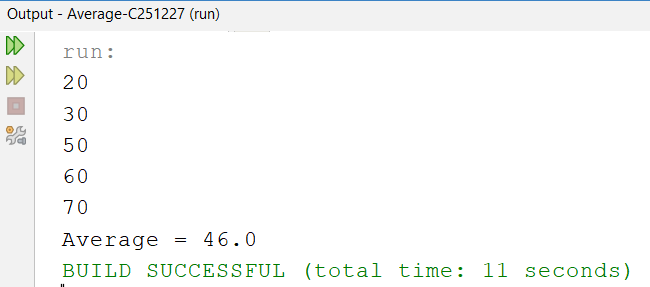 Output - Average-C251227 (run)
run:
20
30
50
60
70
Average = 46.0
BUILD SUCCESSFUL (total time: 11 seconds)